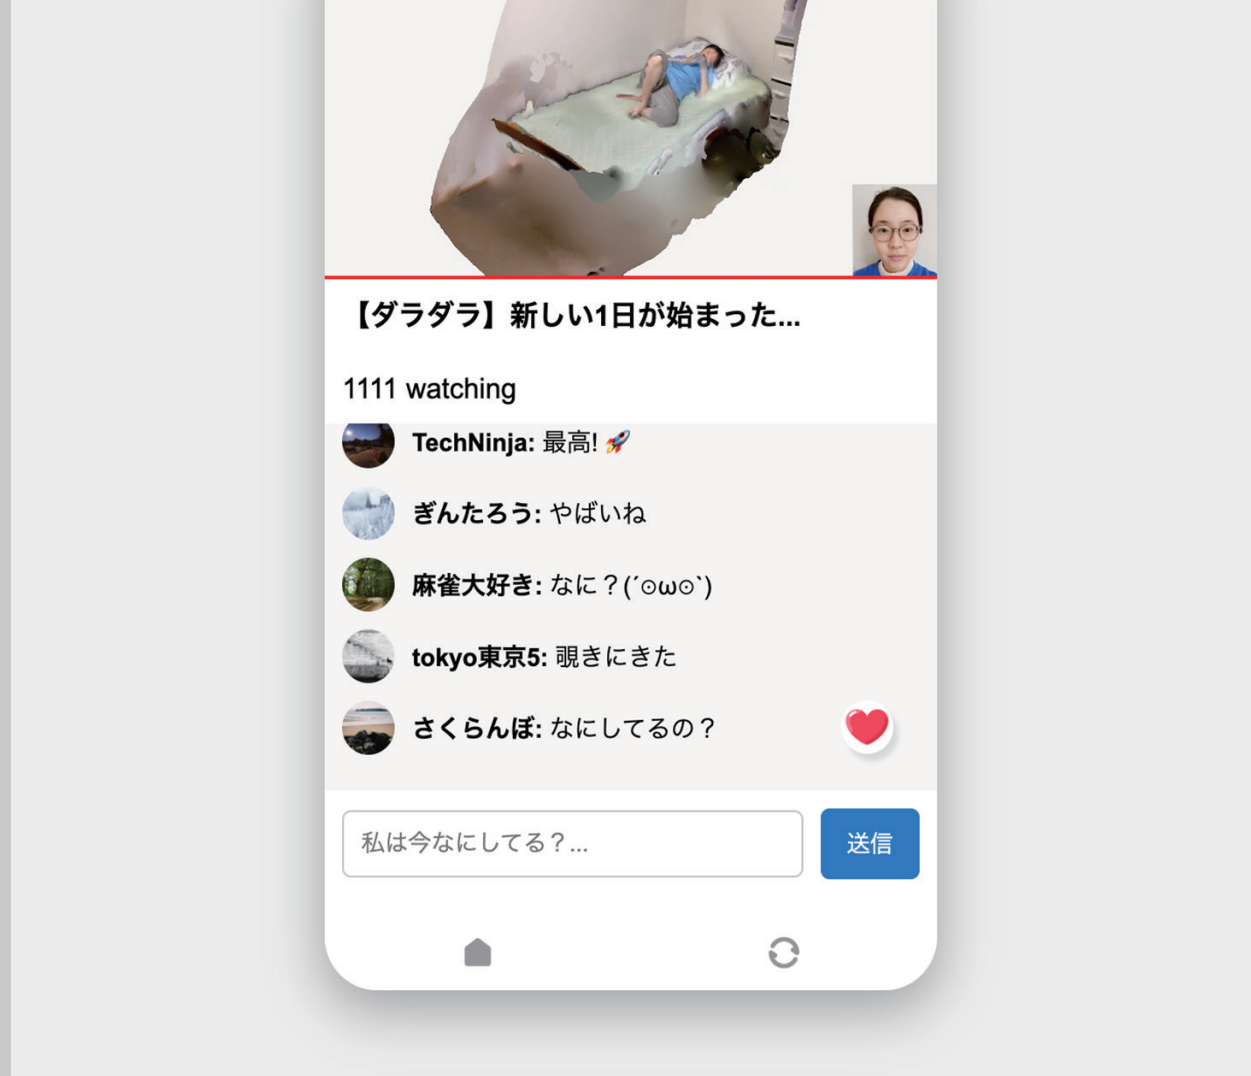 【ダラダラ】新しい1日が始まった...
1111 watching
TechNinja: 最高! 🚀
ぎんたろう: やばいね
麻雀大好き: なに？(´⊙ω⊙`)
tokyo東京5: 覗きにきた
さくらんぼ: なにしてるの？
私は今なにしてる？...
送信